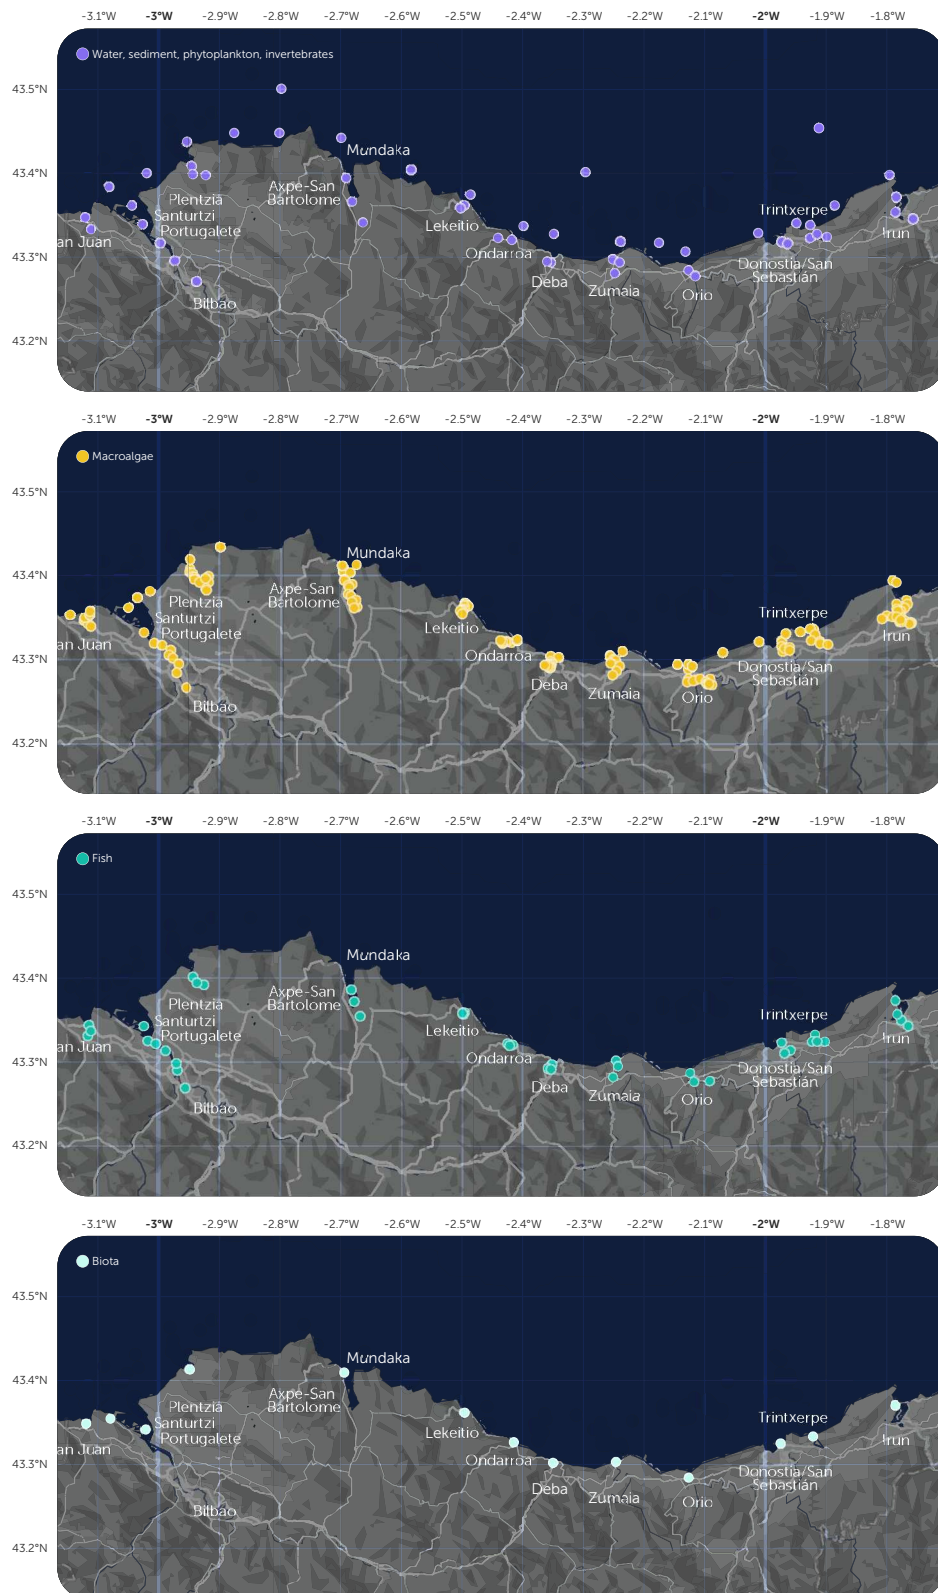 -3.1°W -3°W -2.9°W -2.8°W -2.7°W -2.6°W -2.5°W -2.4°W -2.3°W -2.2°W -2.1°W -2°W -1.9°W -1.8°W
Water, sediment, phytoplankton, invertebrates
43.5°N
Mundaka
43.4°N
Axpe-San
Bartolome
Plentzia
Santurtzi
Portugalete
an Juan
Lekeitio
Trintxerpe
Irun
Ondarroa
43.3°N
Deba
Zumaia
Orio
Donostia/San
Sebastián
Bilbao
43.2°N
-3.1°W -3°W -2.9°W -2.8°W -2.7°W -2.6°W -2.5°W -2.4°W -2.3°W -2.2°W -2.1°W -2°W -1.9°W -1.8°W
Macroalgae
43.5°N
Mundaka
43.4°N
Axpe-San
Bartolome
Plentzia
Santurtzi
Portugalete
an Juan
Lekeitio
Trintxerpe
Irun
Ondarroa
43.3°N
Deba
Zumaia
Orio
Donostia/San
Sebastián
Bilbao
43.2°N
-3.1°W -3°W -2.9°W -2.8°W -2.7°W -2.6°W -2.5°W -2.4°W -2.3°W -2.2°W -2.1°W -2°W -1.9°W -1.8°W
Fish
43.5°N
Mundaka
43.4°N
Axpe-San
Bartolome
Plentzia
Santurtzi
Portugalete
an Juan
Lekeitio
Trintxerpe
Irun
Ondarroa
43.3°N
Deba
Zumaia
Orio
Donostia/San
Sebastián
Bilbao
43.2°N
-3.1°W -3°W -2.9°W -2.8°W -2.7°W -2.6°W -2.5°W -2.4°W -2.3°W -2.2°W -2.1°W -2°W -1.9°W -1.8°W
Biota
43.5°N
Mundaka
43.4°N
Axpe-San
Bartolome
Plentzia
Santurtzi
Portugalete
an Juan
Lekeitio
Trintxerpe
Irun
Ondarroa
43.3°N
Deba
Zumaia
Orio
Donostia/San
Sebastián
Bilbao
43.2°N